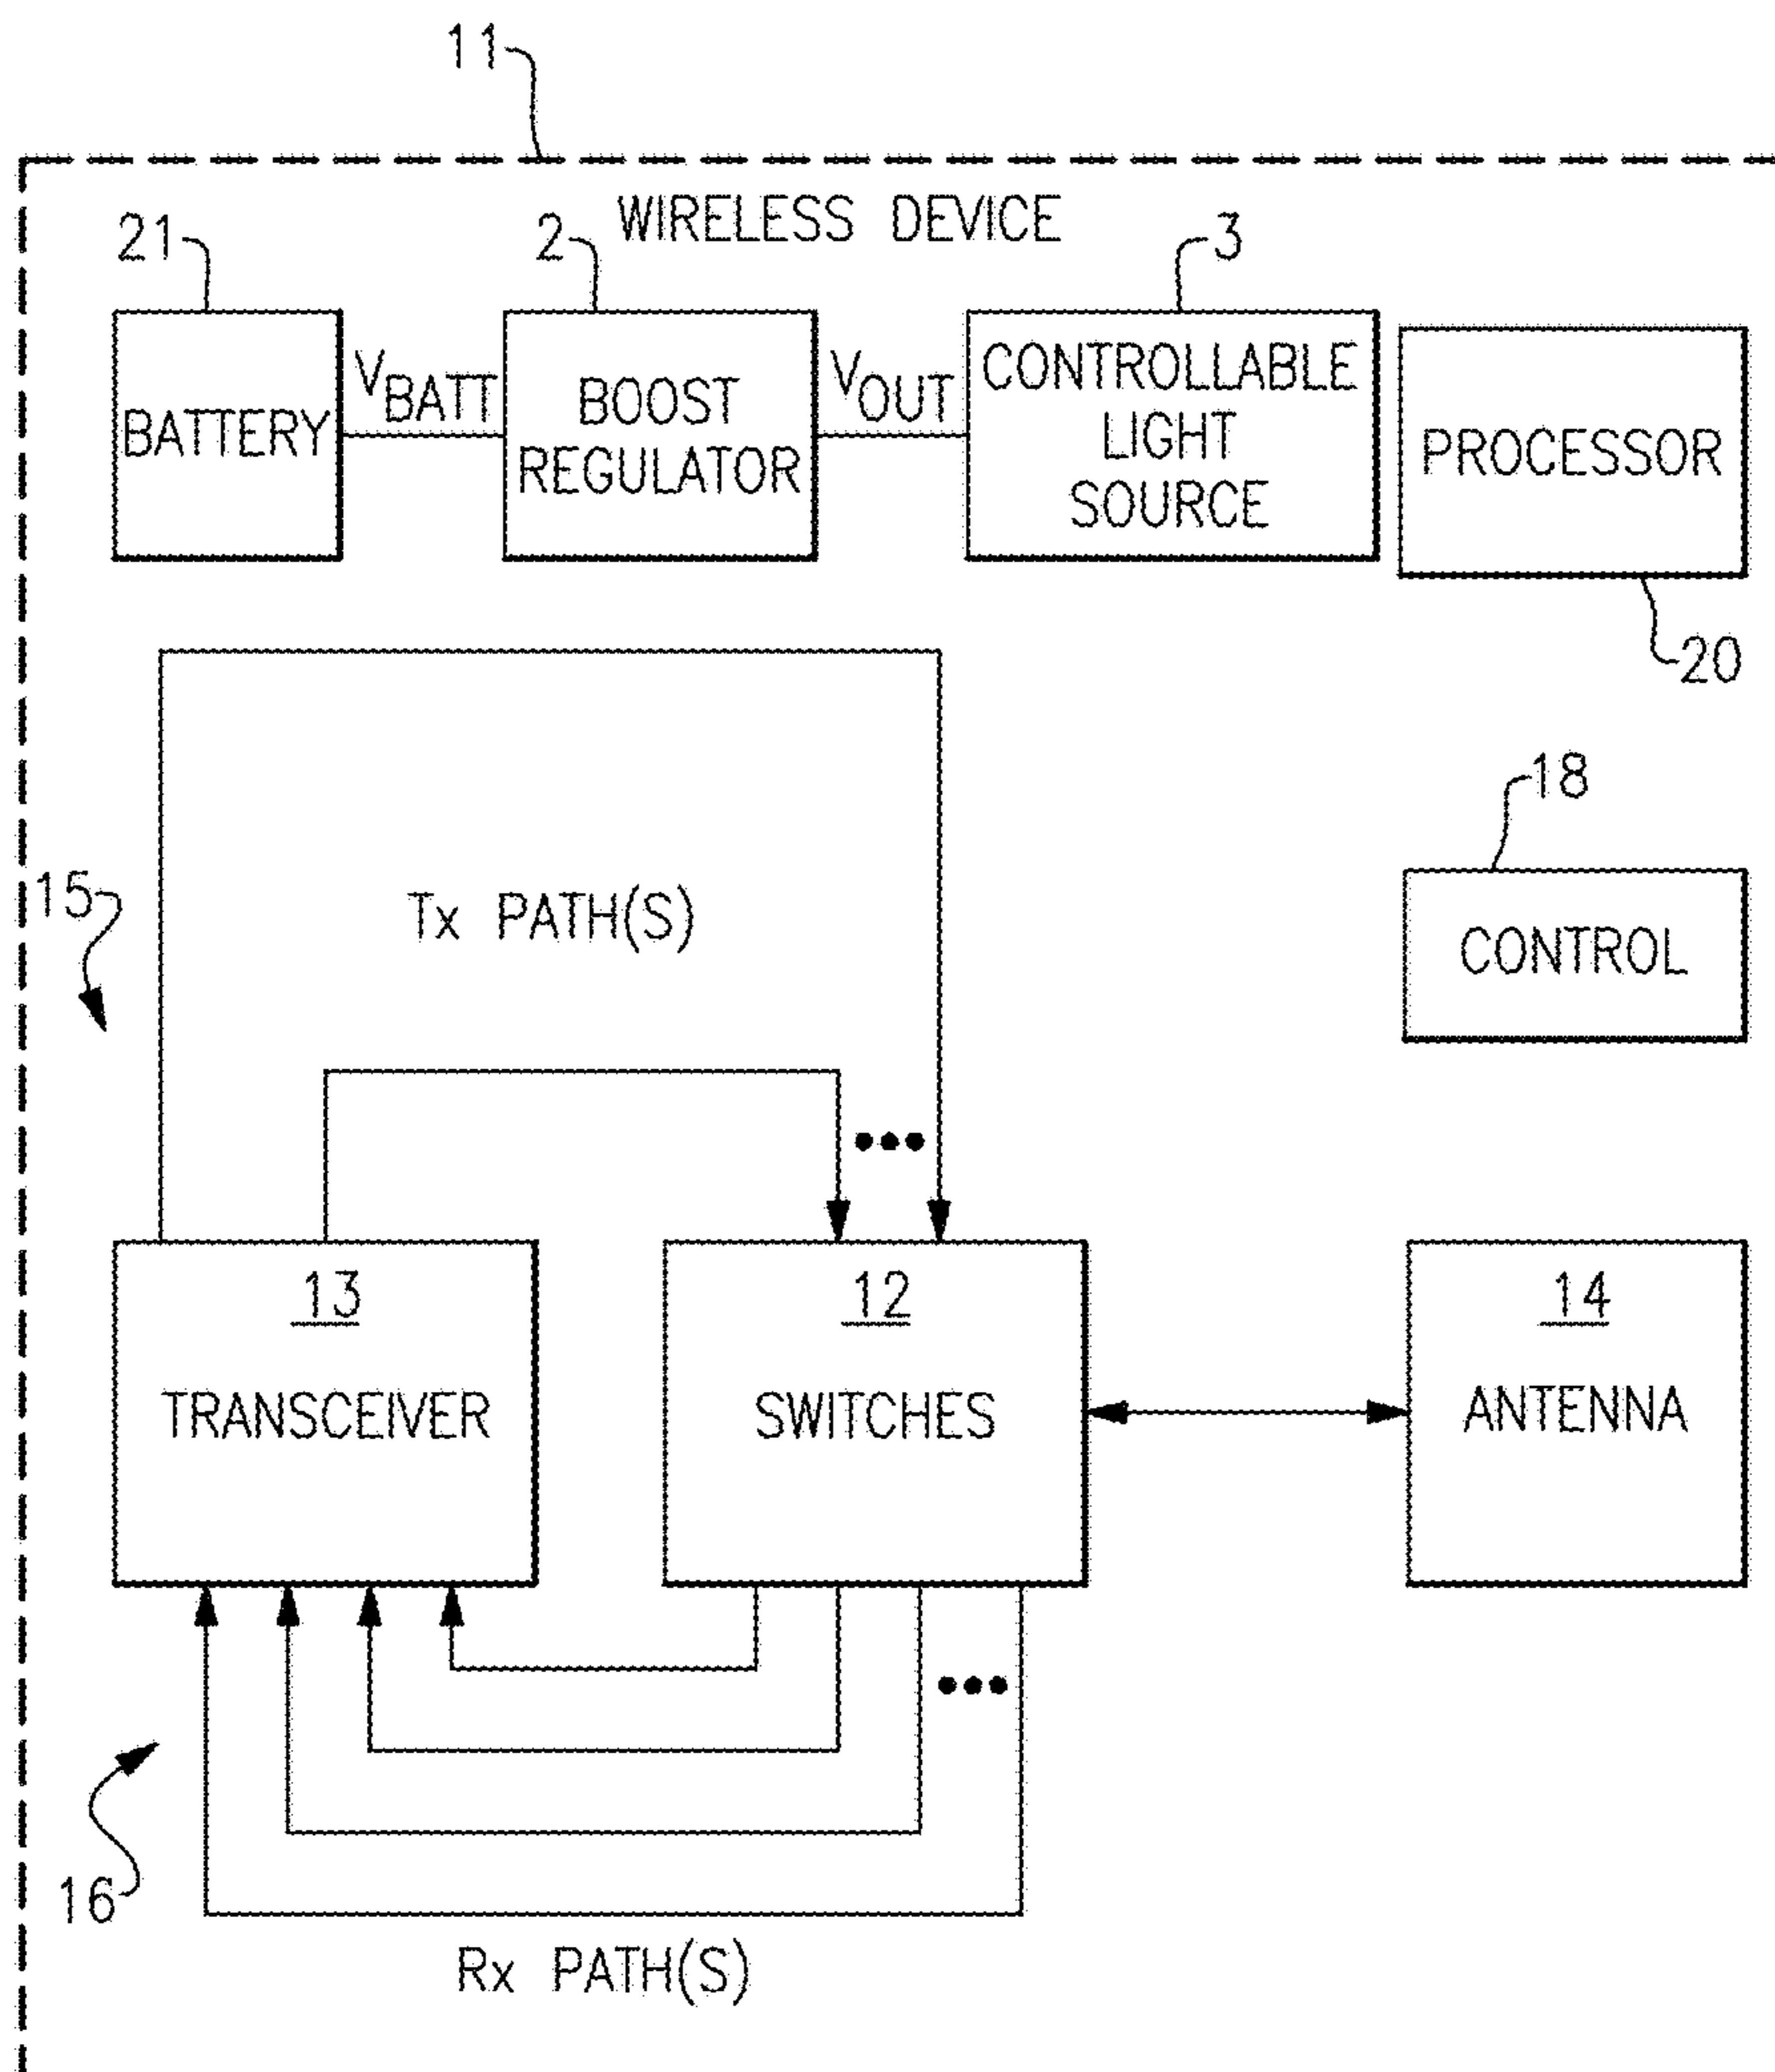 11
WIRELESS DEVICE
21
2
3
BATTERY
VBATT
BOOST
REGULATOR
VOUT
CONTROLLABLE
LIGHT
SOURCE
PROCESSOR
20
18
CONTROL
15
Tx PATH(S)
13
TRANSCEIVER
12
SWITCHES
14
ANTENNA
16
Rx PATH(S)